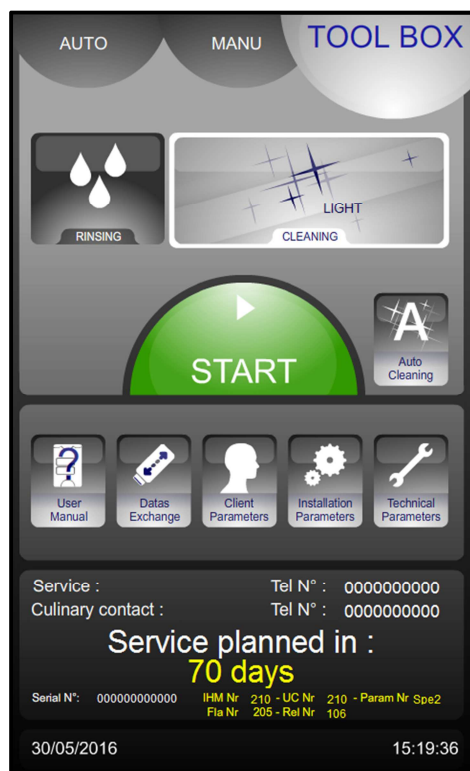 AUTO MANU TOOL BOX
LIGHT
RINSING CLEANING
START
A
Auto
Cleaning
?
User
Manual
Datas
Exchange
Client
Parameters
Installation
Parameters
Technical
Parameters
Service : Tel N° : 0000000000
Culinary contact : Tel N° : 0000000000
Service planned in :
70 days
Serial N°: 000000000000 IHM Nr 210 - UC Nr 210 - Param Nr Spe2
Fla Nr 205 - Rel Nr 106
30/05/2016 15:19:36